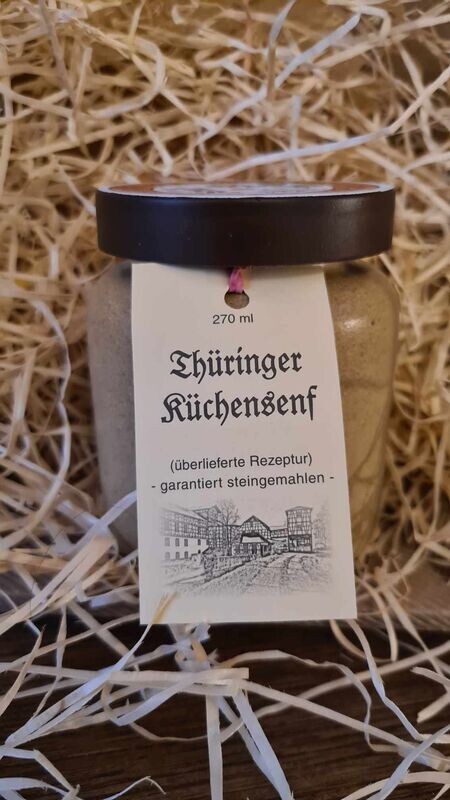 270 ml
Thüringer
Küchensenf
(überlieferte Rezeptur)
- garantiert steingemahlen -